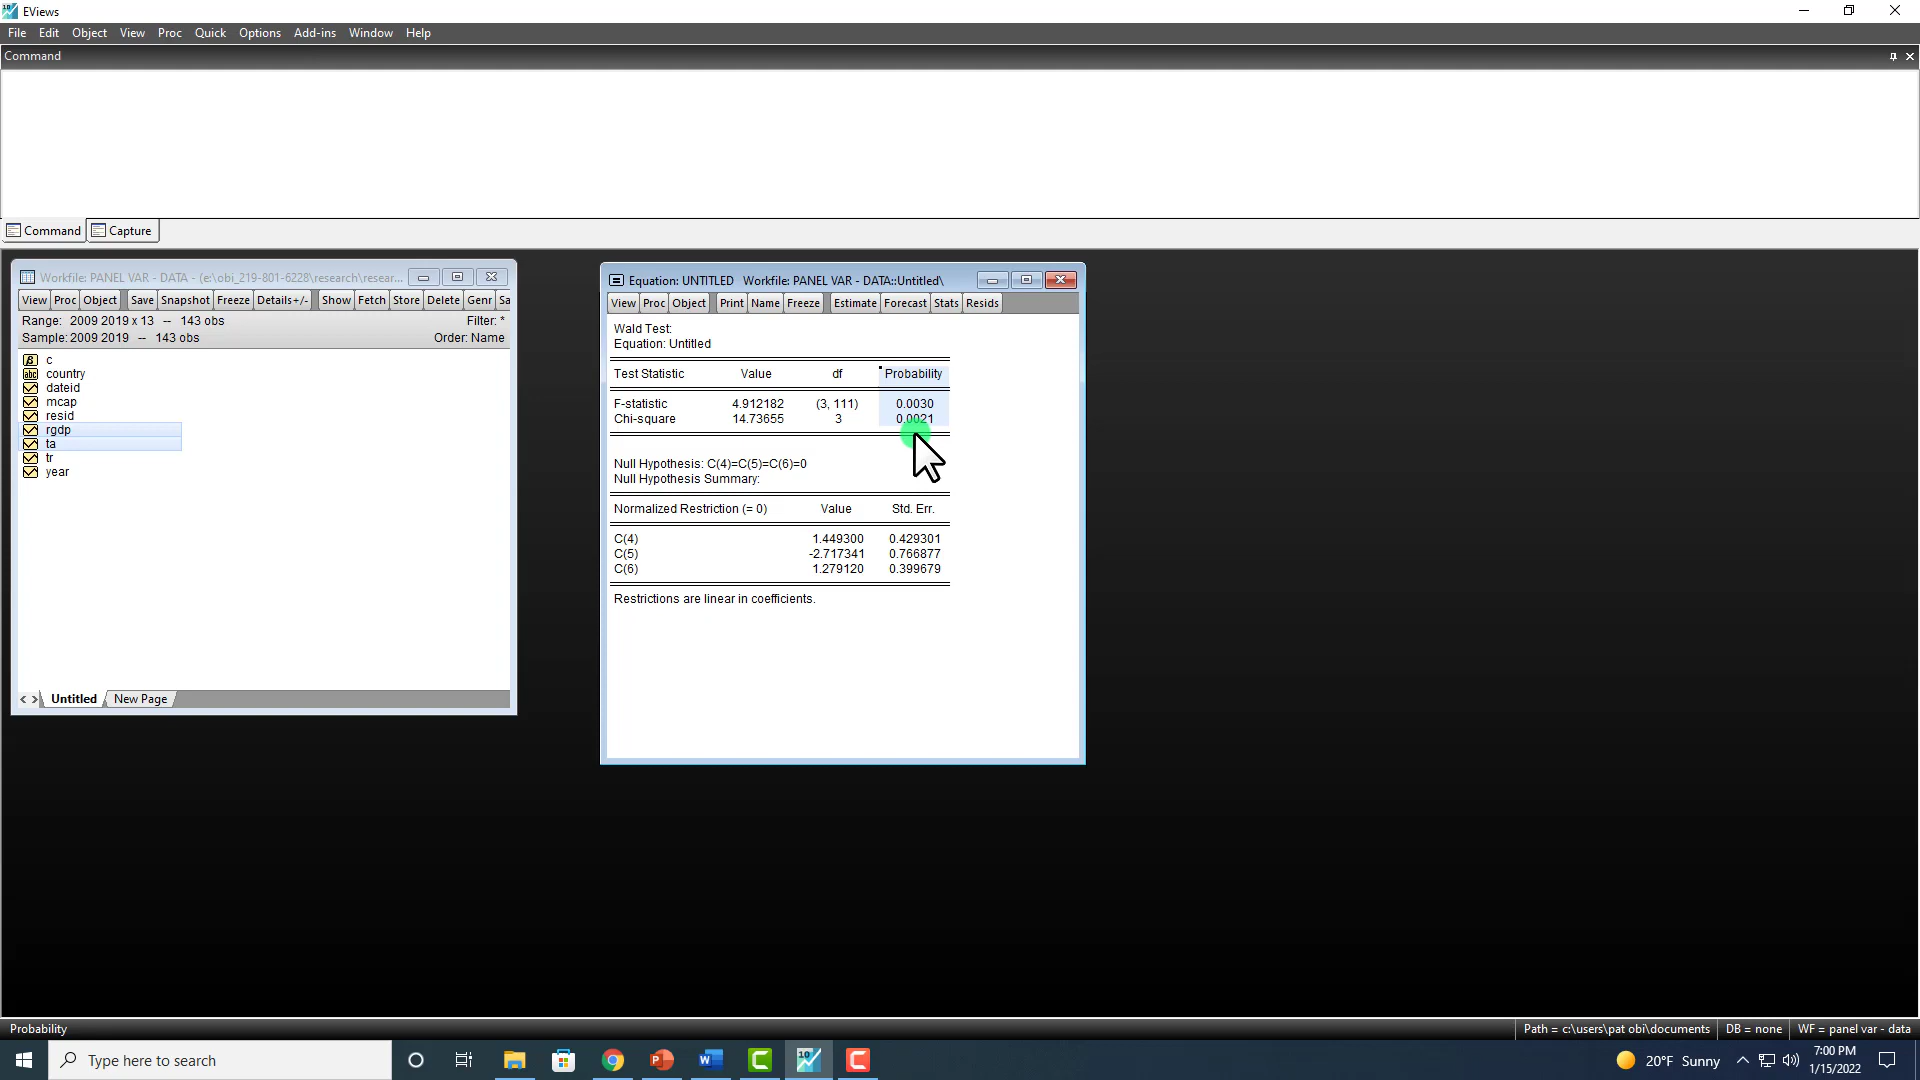 EViews
File Edit Object View Proc Quick Options Add-ins Window Help
Command
Command Capture
Workfile: PANEL VAR - DATA - (e:\obi_219-801-6228\research\resear...
View Proc Object Save Snapshot Freeze Details+/- Show Fetch Store Delete Genr Sa
Range: 2009 2019 x 13 -- 143 obs Filter: *
Sample: 2009 2019 -- 143 obs Order: Name
c
country
dateid
mcap
resid
rgdp
ta
tr
year
Untitled New Page
Equation: UNTITLED Workfile: PANEL VAR - DATA::Untitled\
View Proc Object Print Name Freeze Estimate Forecast Stats Resids
Wald Test:
Equation: Untitled
Test Statistic Value df Probability
F-statistic 4.912182 (3, 111) 0.0030
Chi-square 14.73655 3 0.0021
Null Hypothesis: C(4)=C(5)=C(6)=0
Null Hypothesis Summary:
Normalized Restriction (= 0) Value Std. Err.
C(4) 1.449300 0.429301
C(5) -2.717341 0.766877
C(6) 1.279120 0.399679
Restrictions are linear in coefficients.
Probability Path = c:\users\pat obi\documents DB = none WF = panel var - data
Type here to search 20°F Sunny 7:00 PM
1/15/2022